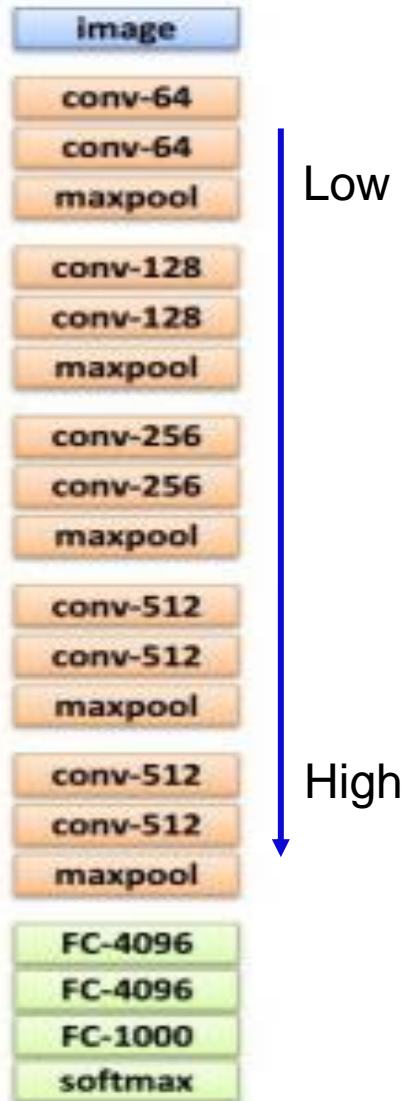 image
conv-64
conv-64
Low
maxpool
conv-128
conv-128
maxpool
conv-256
conv-256
maxpool
conv-512
conv-512
maxpool
conv-512
High
conv-512
maxpool
FC-4096
FC-4096
FC-1000
softmax